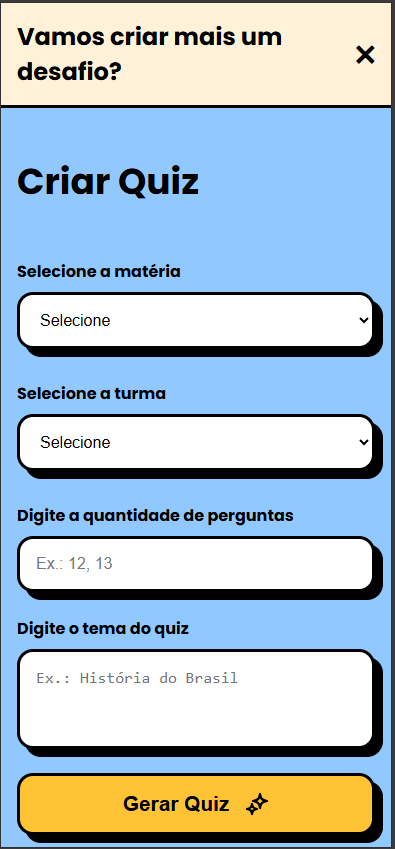 Vamos criar mais um
desafio?
Criar Quiz
Selecione a matéria
Selecione
Selecione a turma
Selecione
Digite a quantidade de perguntas
Ex.: 12, 13
Digite o tema do quiz
Ex.: História do Brasil
Gerar Quiz